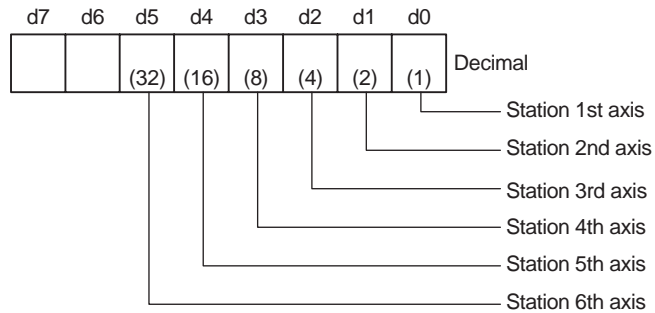 d7 d6 d5 d4 d3 d2 d1 d0
Decimal
(32) (16) (8) (4) (2) (1)
Station 1st axis
Station 2nd axis
Station 3rd axis
Station 4th axis
Station 5th axis
Station 6th axis